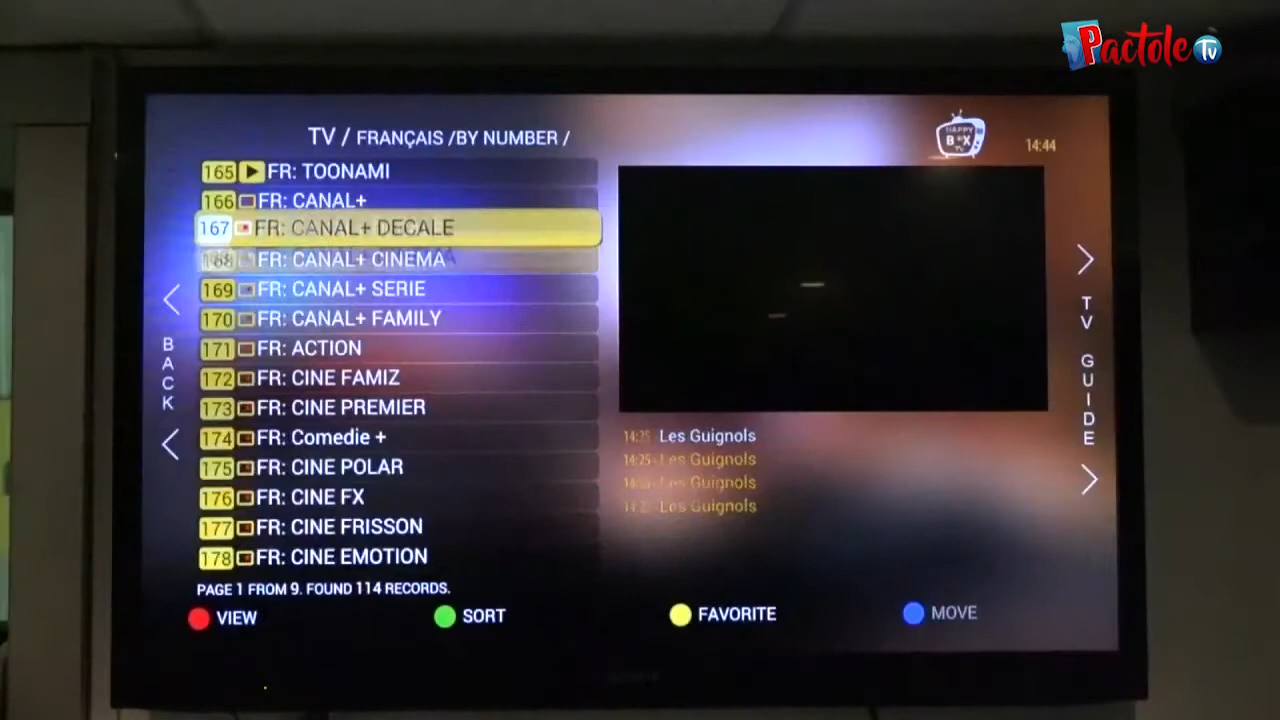 Pactole Tv
TV / FRANÇAIS /BY NUMBER /
HAPPY
BOX
TV
14:44
165 FR: TOONAMI
166 FR: CANAL+
167 FR: CANAL+ DECALE
168 FR: CANAL+ CINEMA
169 FR: CANAL+ SERIE
170 FR: CANAL+ FAMILY
171 FR: ACTION
172 FR: CINE FAMIZ
173 FR: CINE PREMIER
174 FR: Comedie +
175 FR: CINE POLAR
176 FR: CINE FX
177 FR: CINE FRISSON
178 FR: CINE EMOTION
BACK
14:25 Les Guignols
14:25- Les Guignols
Les Guignols
Les Guignols
TV GUIDE
PAGE 1 FROM 9. FOUND 114 RECORDS.
VIEW
SORT
FAVORITE
MOVE